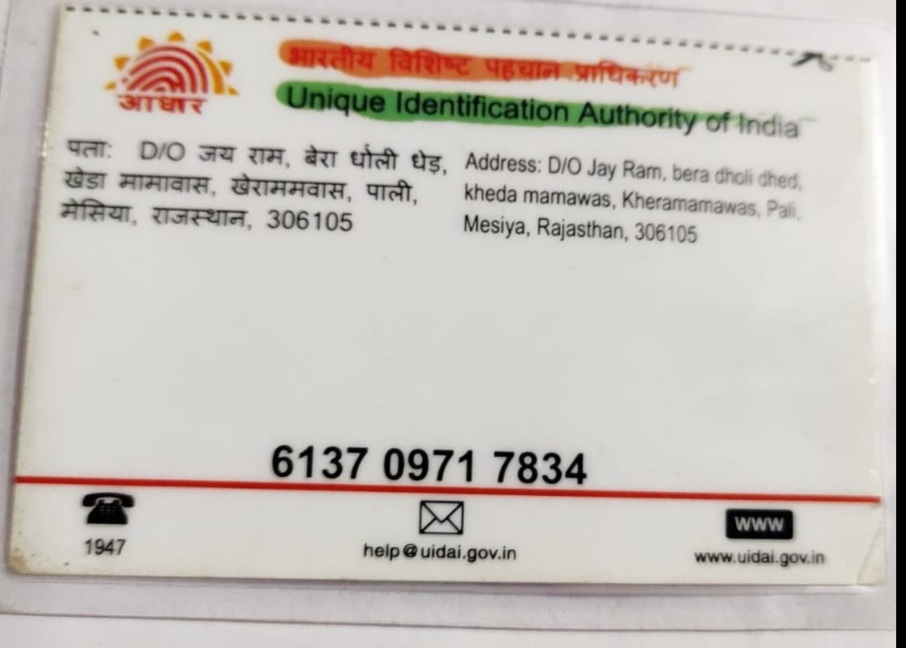 भारतीय विशिष्ट पहचान प्राधिकरण
Unique Identification Authority of India
आधार
पता: D/O जय राम, बेरा धोली धेड़,
खेडा मामावास, खेराममवास, पाली,
मेसिया, राजस्थान, 306105
Address: D/O Jay Ram, bera dholi dhed,
kheda mamawas, Kheramamawas, Pali,
Mesiya, Rajasthan, 306105
6137 0971 7834
1947
help@uidai.gov.in
WWW
www.uidai.gov.in